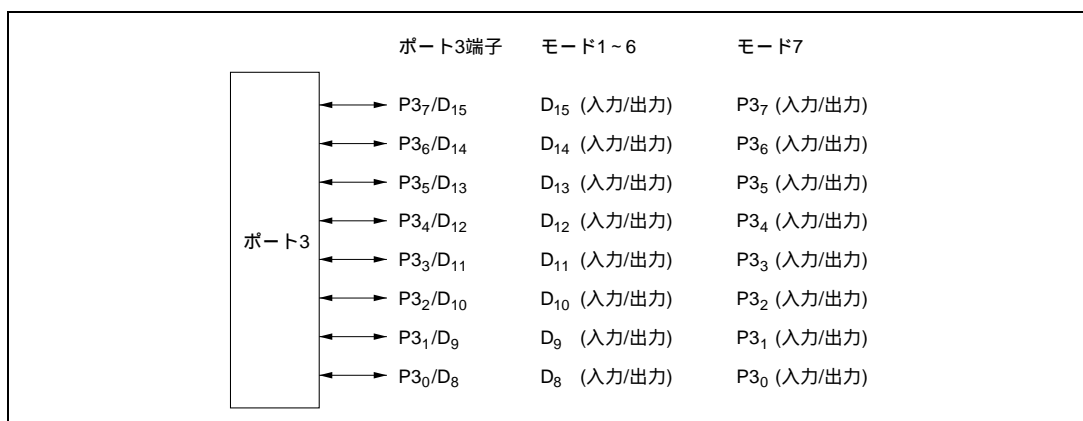 ポート3端子 モード1~6 モード7
P3₇/D₁₅ D₁₅ (入力/出力) P3₇ (入力/出力)
P3₆/D₁₄ D₁₄ (入力/出力) P3₆ (入力/出力)
P3₅/D₁₃ D₁₃ (入力/出力) P3₅ (入力/出力)
P3₄/D₁₂ D₁₂ (入力/出力) P3₄ (入力/出力)
ポート3
P3₃/D₁₁ D₁₁ (入力/出力) P3₃ (入力/出力)
P3₂/D₁₀ D₁₀ (入力/出力) P3₂ (入力/出力)
P3₁/D₉ D₉ (入力/出力) P3₁ (入力/出力)
P3₀/D₈ D₈ (入力/出力) P3₀ (入力/出力)